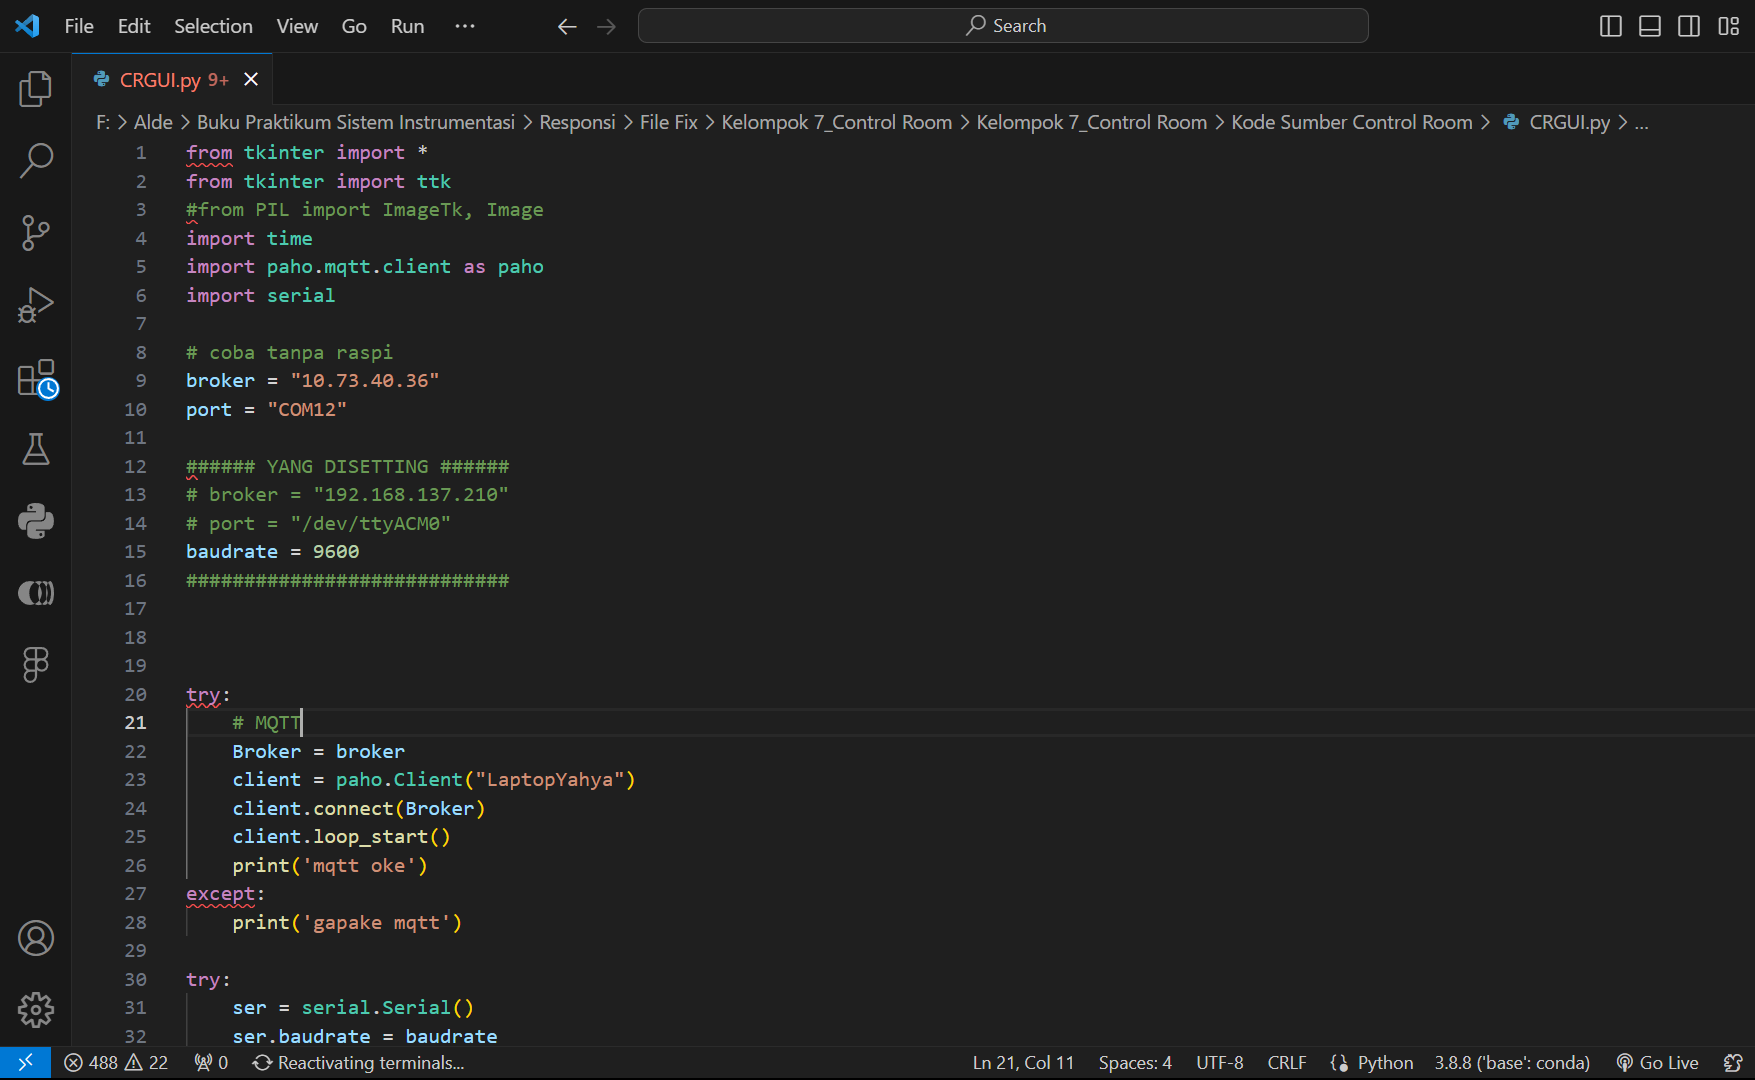 File Edit Selection View Go Run ··· Search
CRGUI.py 9+
F: > Alde > Buku Praktikum Sistem Instrumentasi > Responsi > File Fix > Kelompok 7_Control Room > Kelompok 7_Control Room > Kode Sumber Control Room > CRGUI.py > ...
1 from tkinter import *
2 from tkinter import ttk
3 #from PIL import ImageTk, Image
4 import time
5 import paho.mqtt.client as paho
6 import serial
7
8 # coba tanpa raspi
9 broker = "10.73.40.36"
10 port = "COM12"
11
12 ###### YANG DISETTING ######
13 # broker = "192.168.137.210"
14 # port = "/dev/ttyACM0"
15 baudrate = 9600
16 ############################
17
18
19
20 try:
21     # MQTT
22     Broker = broker
23     client = paho.Client("LaptopYahya")
24     client.connect(Broker)
25     client.loop_start()
26     print('mqtt oke')
27 except:
28     print('gapake mqtt')
29
30 try:
31     ser = serial.Serial()
32     ser.baudrate = baudrate
488 22 0 Reactivating terminals... Ln 21, Col 11 Spaces: 4 UTF-8 CRLF Python 3.8.8 ('base': conda) Go Live